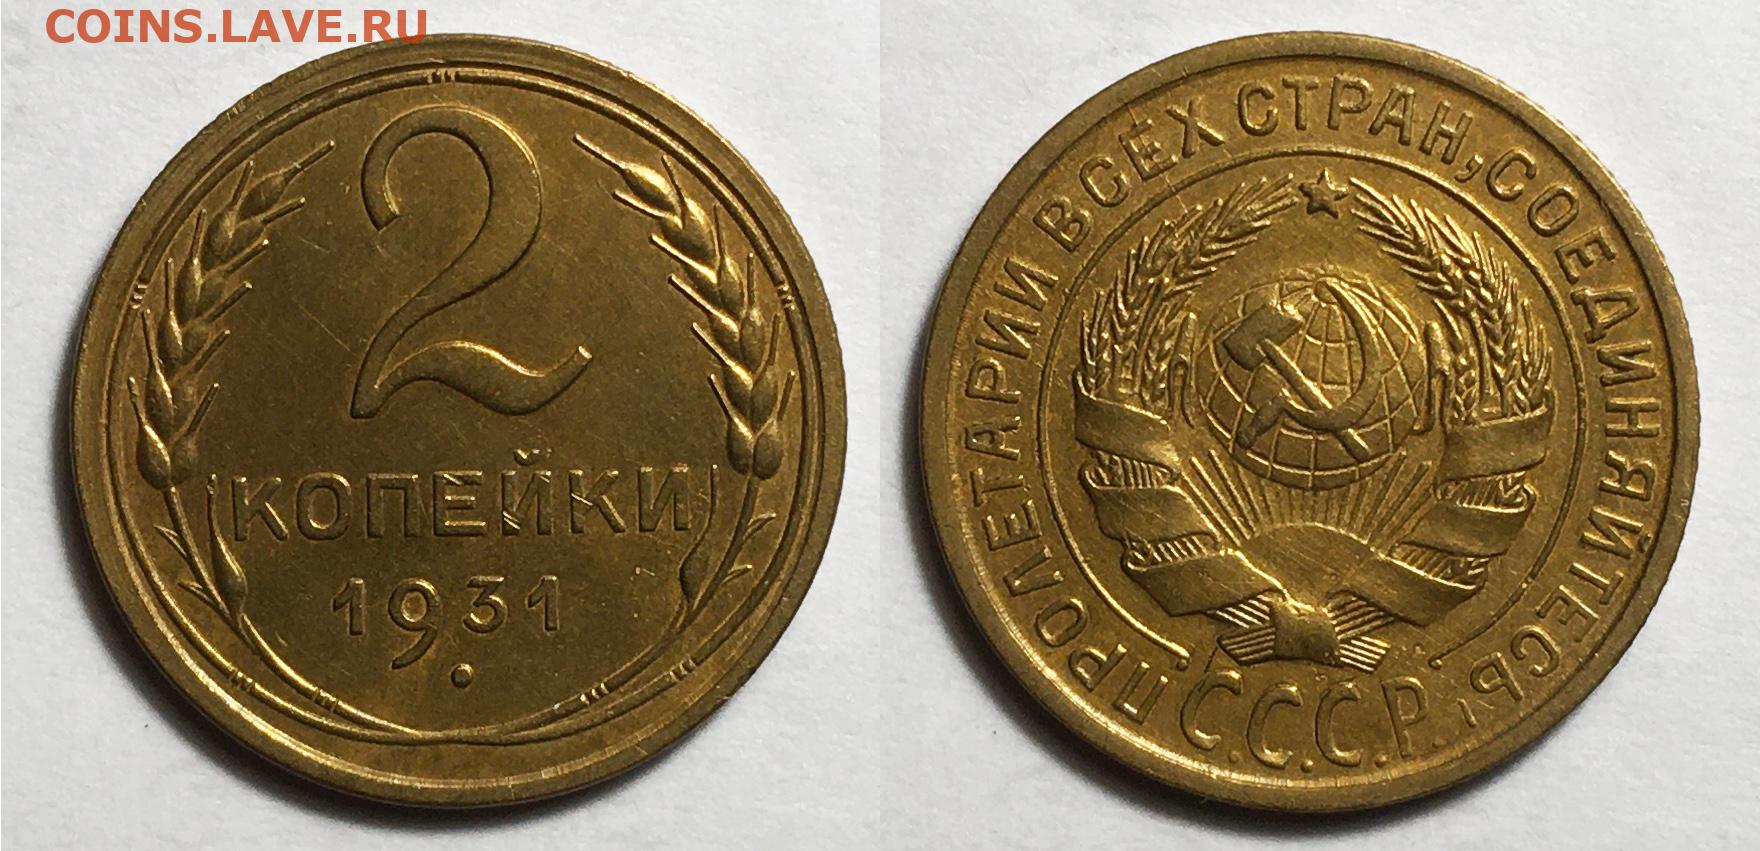 COINS.LAVE.RU
2
КОПЕЙКИ
1931
ПРОЛЕТАРИИ ВСЕХ СТРАН, СОЕДИНЯЙТЕСЬ!
С.С.С.Р.